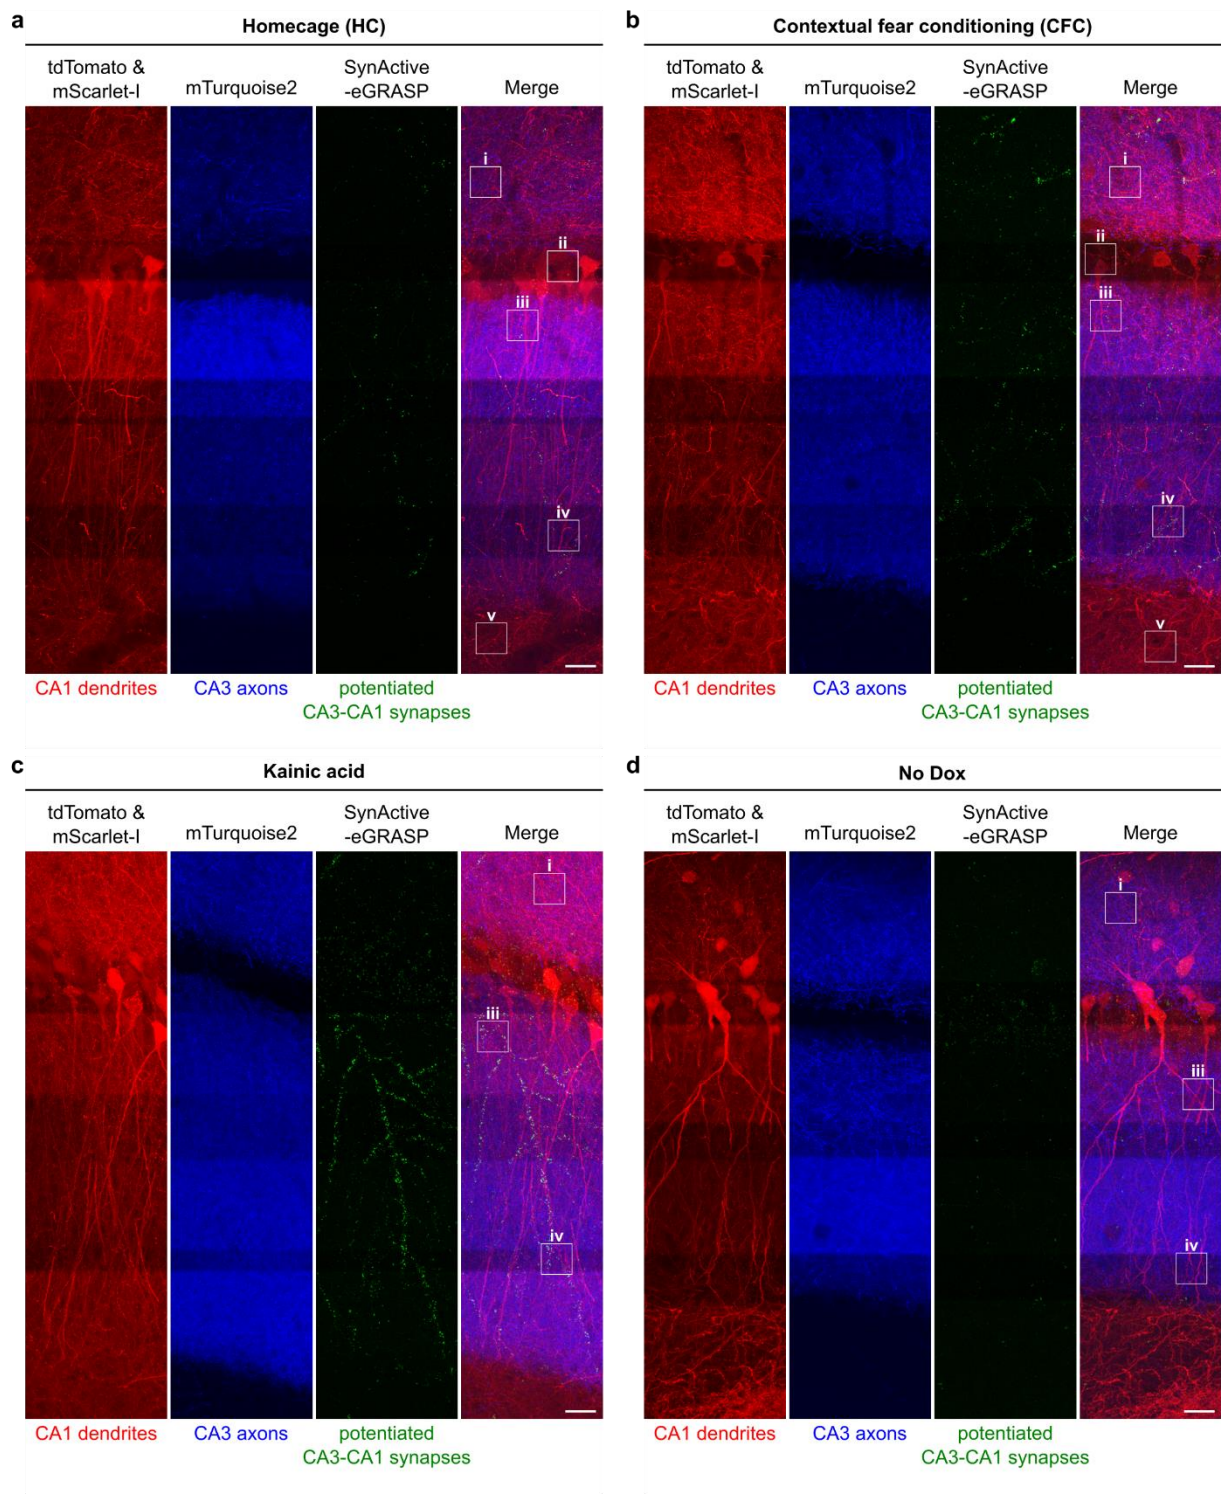 a
Homecage (HC)
tdTomato &
mScarlet-I
mTurquoise2
SynActive
-eGRASP
Merge
i
ii
iii
iv
v
CA1 dendrites
CA3 axons
potentiated
CA3-CA1 synapses
b
Contextual fear conditioning (CFC)
tdTomato &
mScarlet-I
mTurquoise2
SynActive
-eGRASP
Merge
i
ii
iii
iv
v
CA1 dendrites
CA3 axons
potentiated
CA3-CA1 synapses
c
Kainic acid
tdTomato &
mScarlet-I
mTurquoise2
SynActive
-eGRASP
Merge
i
iii
iv
CA1 dendrites
CA3 axons
potentiated
CA3-CA1 synapses
d
No Dox
tdTomato &
mScarlet-I
mTurquoise2
SynActive
-eGRASP
Merge
i
iii
iv
CA1 dendrites
CA3 axons
potentiated
CA3-CA1 synapses